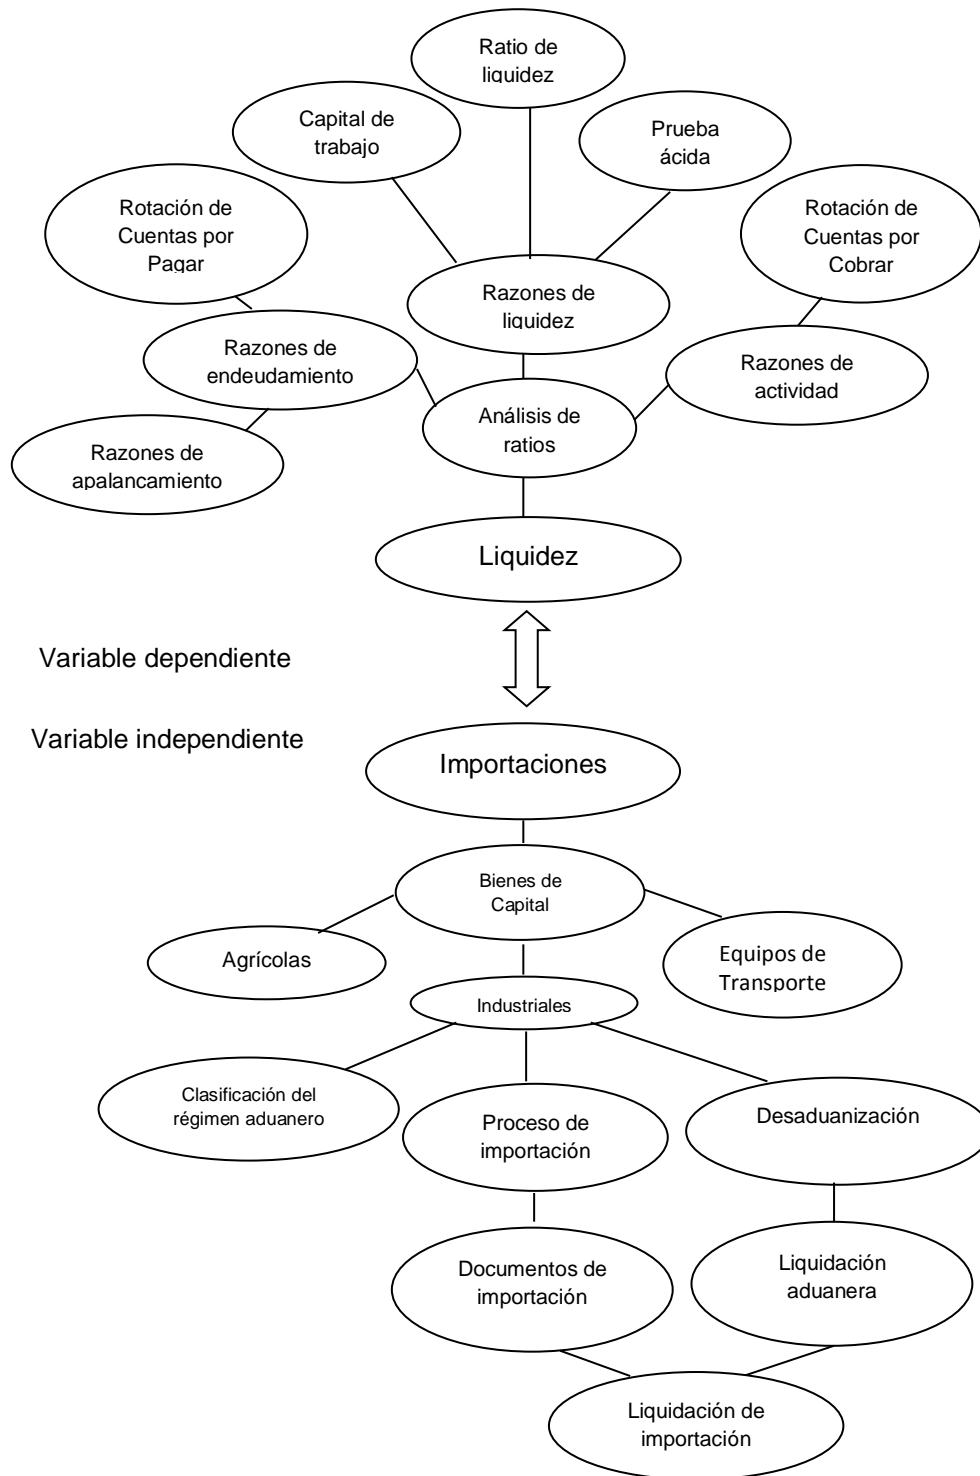 Ratio de
liquidez
Capital de
trabajo
Prueba
ácida
Rotación de
Cuentas por
Pagar
Rotación de
Cuentas por
Cobrar
Razones de
liquidez
Razones de
endeudamiento
Razones de
actividad
Análisis de
ratios
Razones de
apalancamiento
Liquidez
Variable dependiente
Variable independiente
Importaciones
Bienes de
Capital
Agrícolas
Equipos de
Transporte
Industriales
Clasificación del
régimen aduanero
Proceso de
importación
Desaduanización
Documentos de
importación
Liquidación
aduanera
Liquidación de
importación